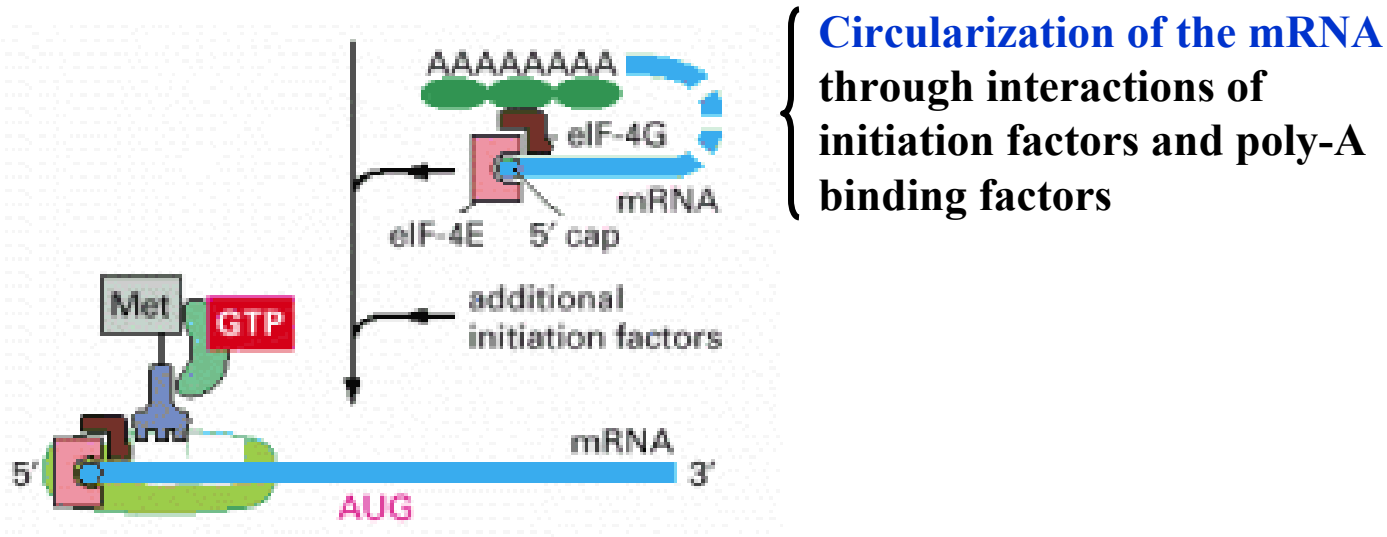 Circularization of the mRNA
through interactions of
initiation factors and poly-A
binding factors
AAAAAAAA
eIF-4G
mRNA
eIF-4E 5′ cap
additional
initiation factors
Met
GTP
mRNA
5′ 3′
AUG